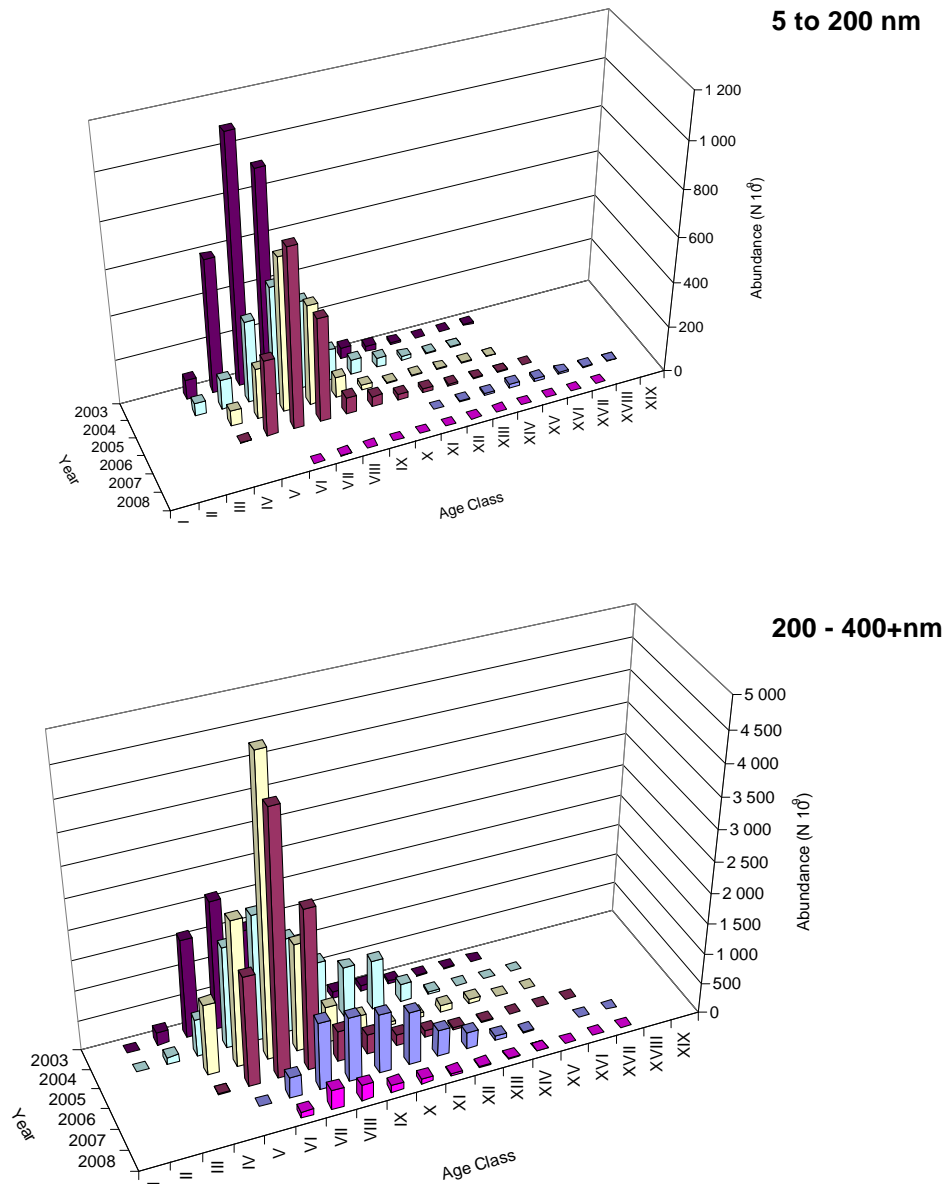 5 to 200 nm
1 200
1 000
800
600
400
200
0
Abundance (N 10⁹)
2003
2004
2005
2006
2007
2008
Year
I
II
III
IV
V
VI
VII
VIII
IX
X
XI
XII
XIII
XIV
XV
XVI
XVII
XVIII
XIX
Age Class
200 - 400+nm
5 000
4 500
4 000
3 500
3 000
2 500
2 000
1 500
1 000
500
0
Abundance (N 10⁹)
2003
2004
2005
2006
2007
2008
Year
I
II
III
IV
V
VI
VII
VIII
IX
X
XI
XII
XIII
XIV
XV
XVI
XVII
XVIII
XIX
Age Class